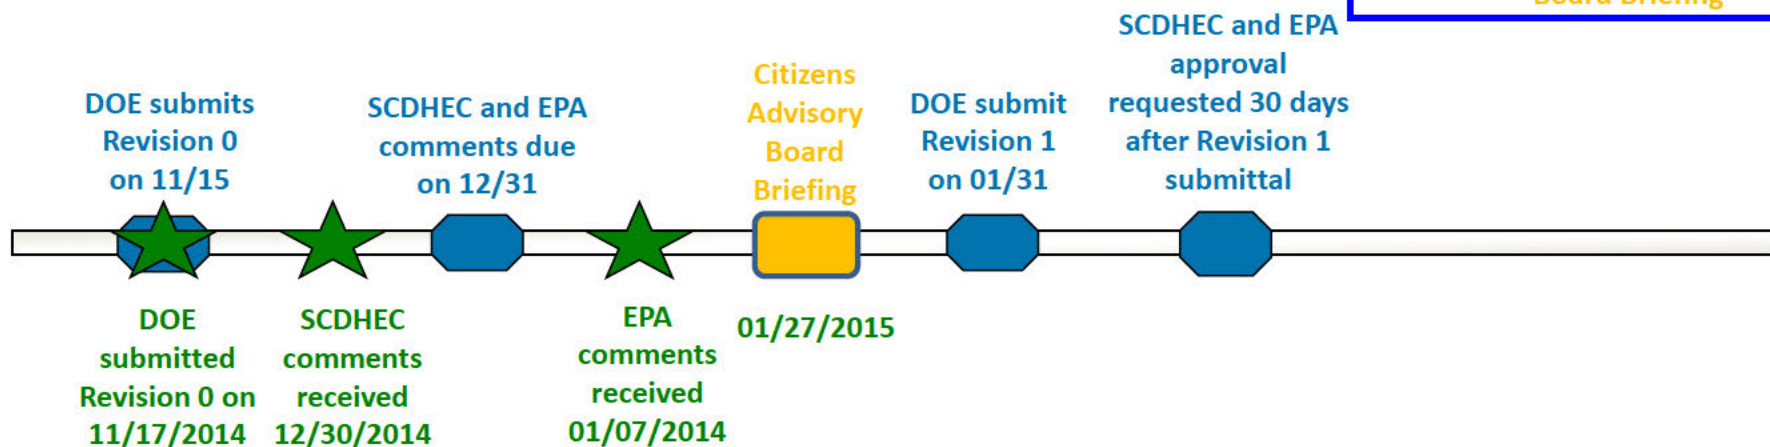 Board Briefing
DOE submits
Revision 0
on 11/15
SCDHEC and EPA
comments due
on 12/31
Citizens
Advisory
Board
Briefing
DOE submit
Revision 1
on 01/31
SCDHEC and EPA
approval
requested 30 days
after Revision 1
submittal
DOE
submitted
Revision 0 on
11/17/2014
SCDHEC
comments
received
12/30/2014
EPA
comments
received
01/07/2014
01/27/2015